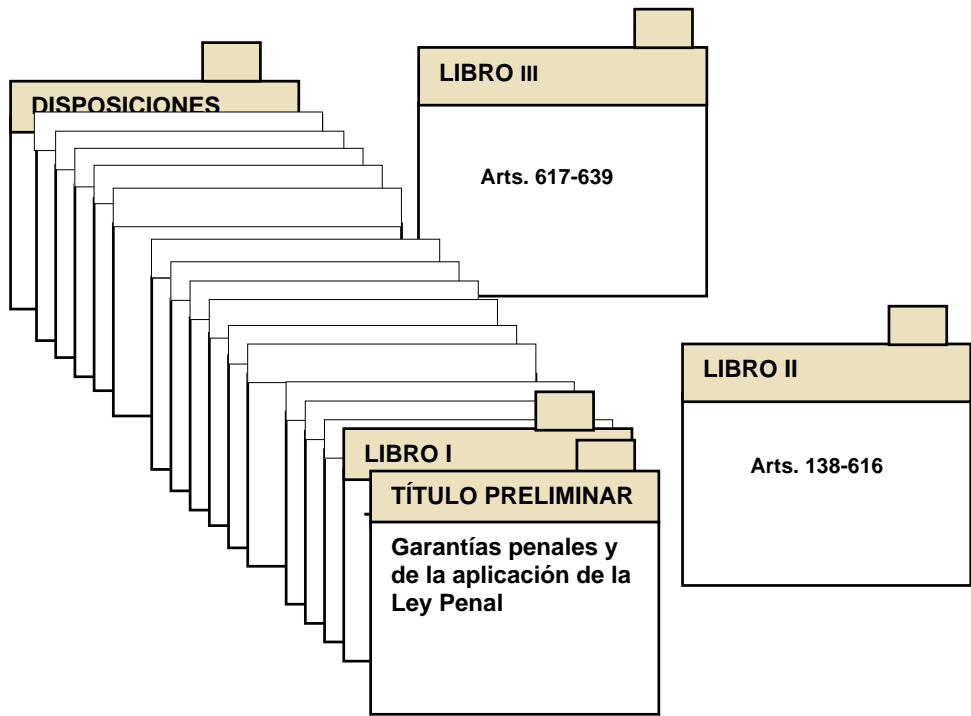 LIBRO III
Arts. 617-639
DISPOSICIONES
LIBRO II
Arts. 138-616
LIBRO I
TÍTULO PRELIMINAR
Garantías penales y
de la aplicación de la
Ley Penal